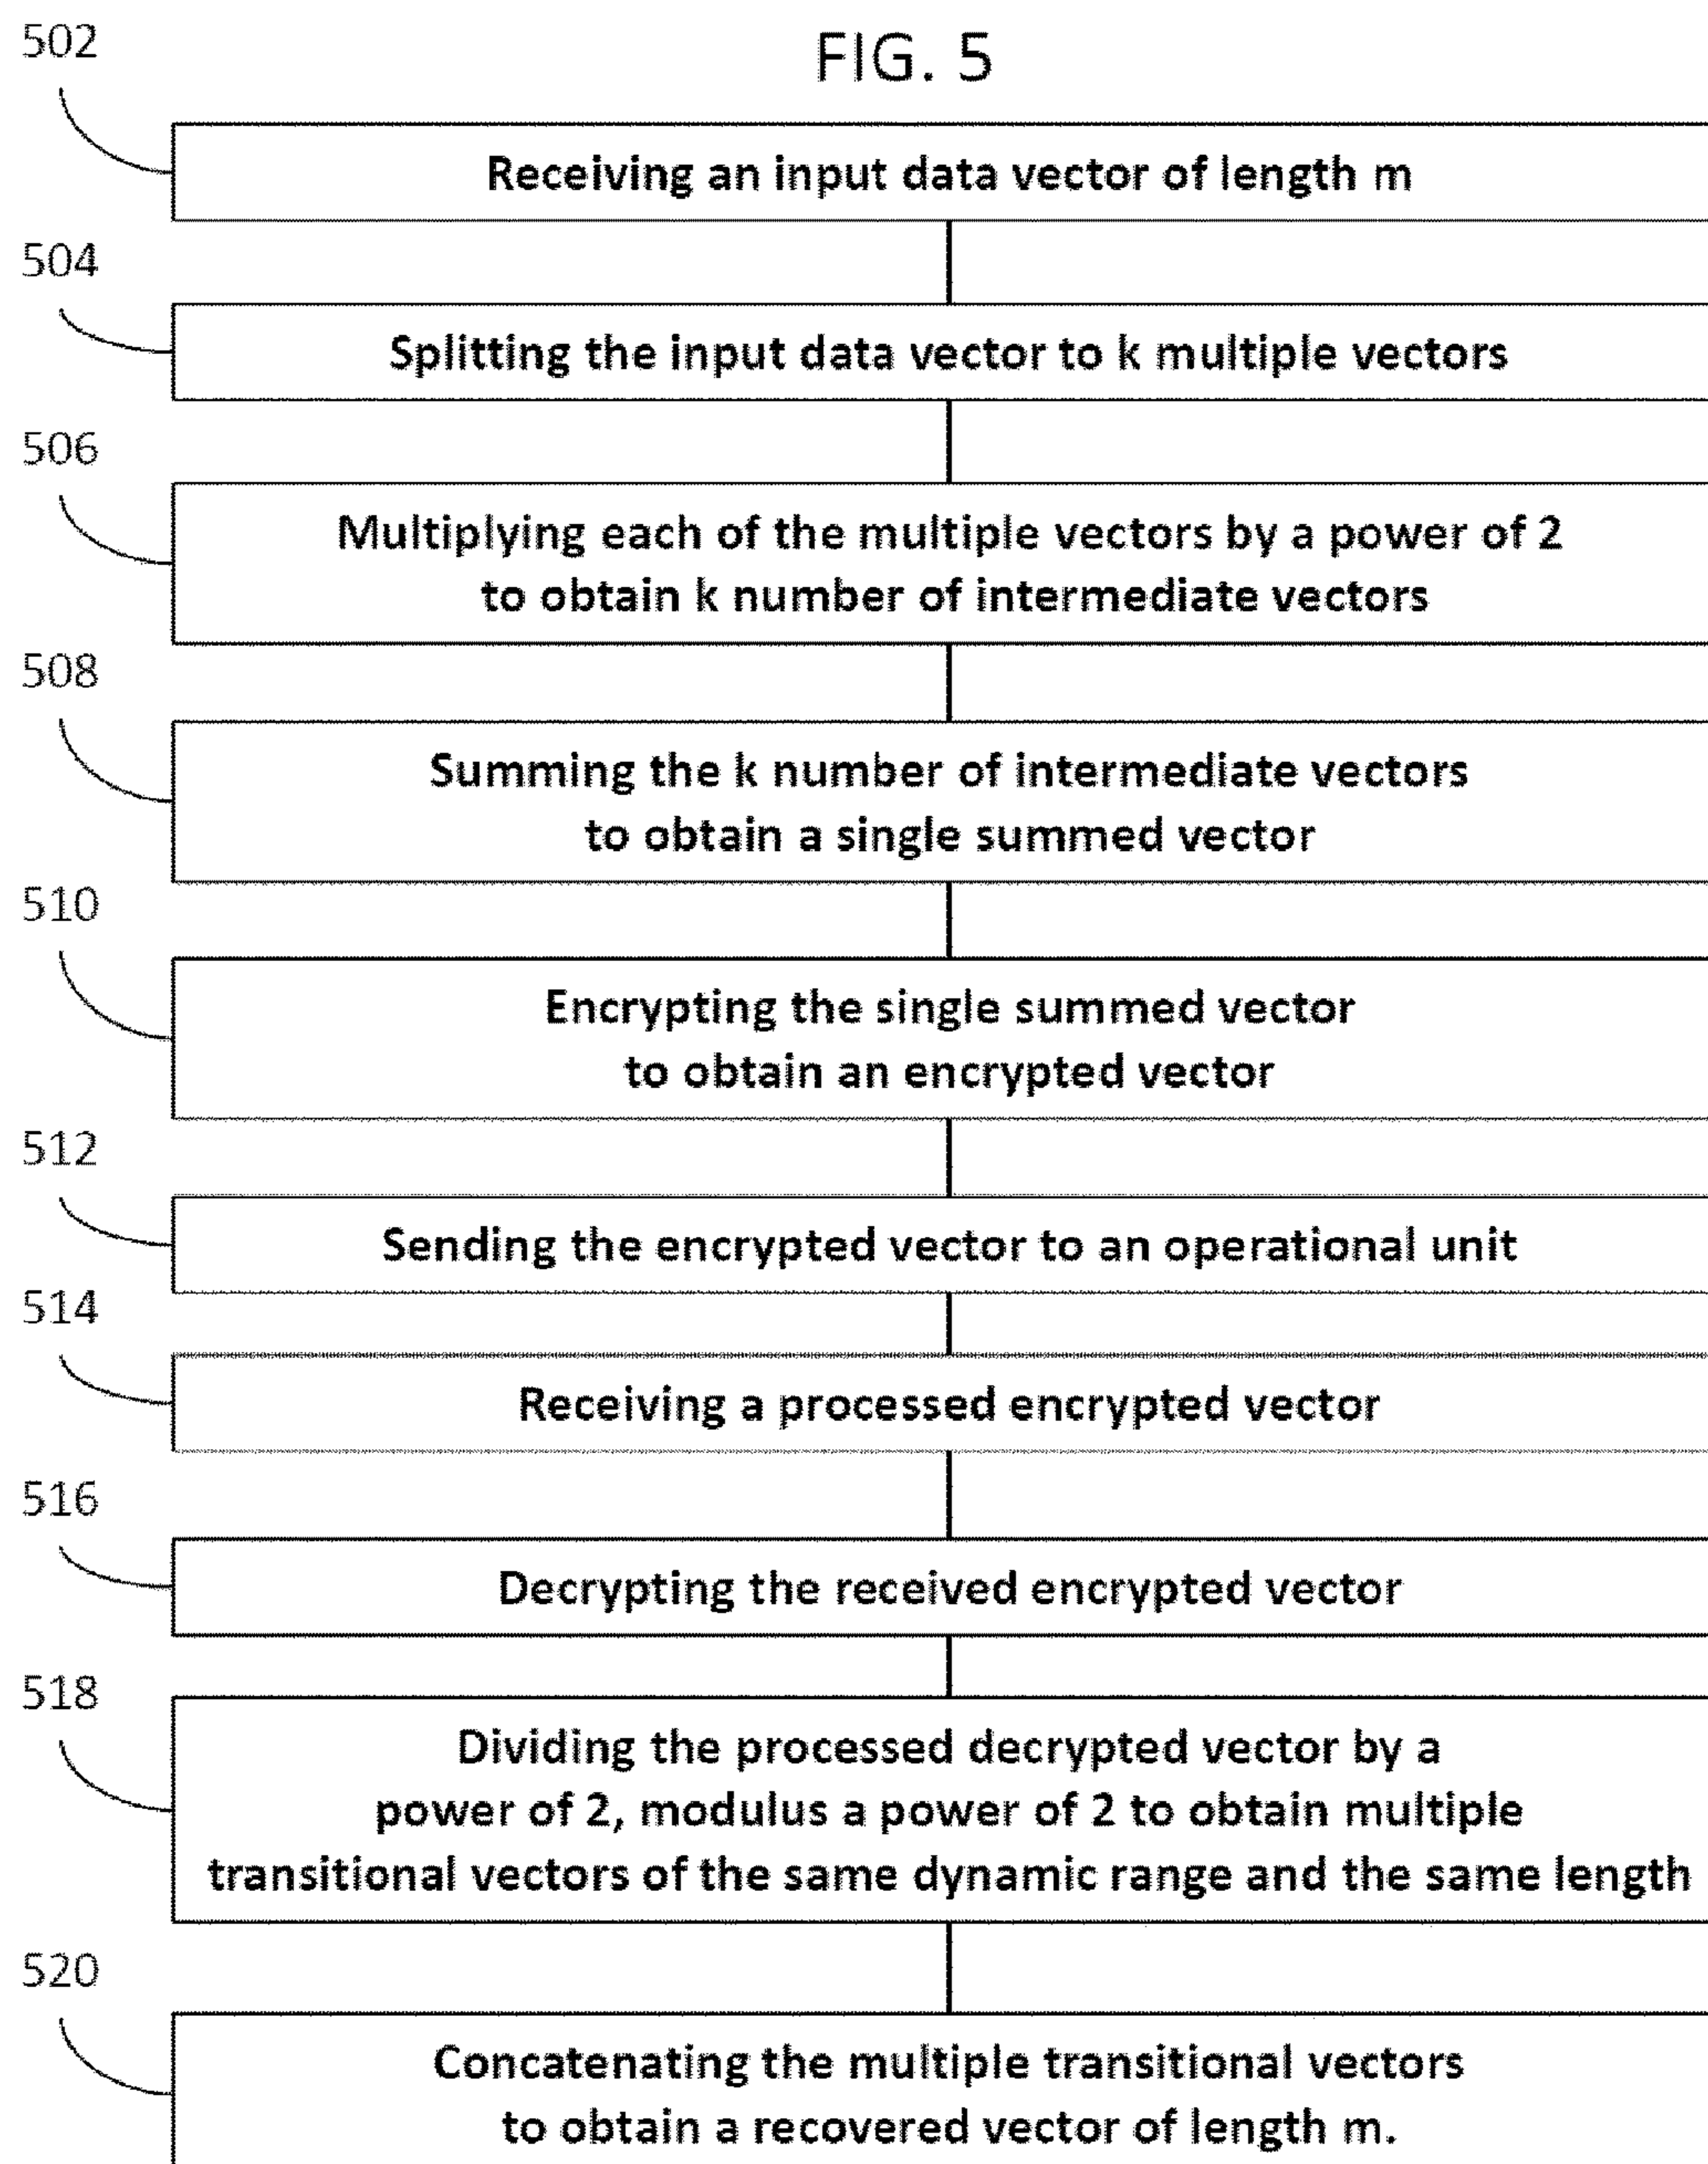 502
FIG. 5
Receiving an input data vector of length m
504
Splitting the input data vector to k multiple vectors
506
Multiplying each of the multiple vectors by a power of 2
to obtain k number of intermediate vectors
508
Summing the k number of intermediate vectors
to obtain a single summed vector
510
Encrypting the single summed vector
to obtain an encrypted vector
512
Sending the encrypted vector to an operational unit
514
Receiving a processed encrypted vector
516
Decrypting the received encrypted vector
518
Dividing the processed decrypted vector by a
power of 2, modulus a power of 2 to obtain multiple
transitional vectors of the same dynamic range and the same length
520
Concatenating the multiple transitional vectors
to obtain a recovered vector of length m.